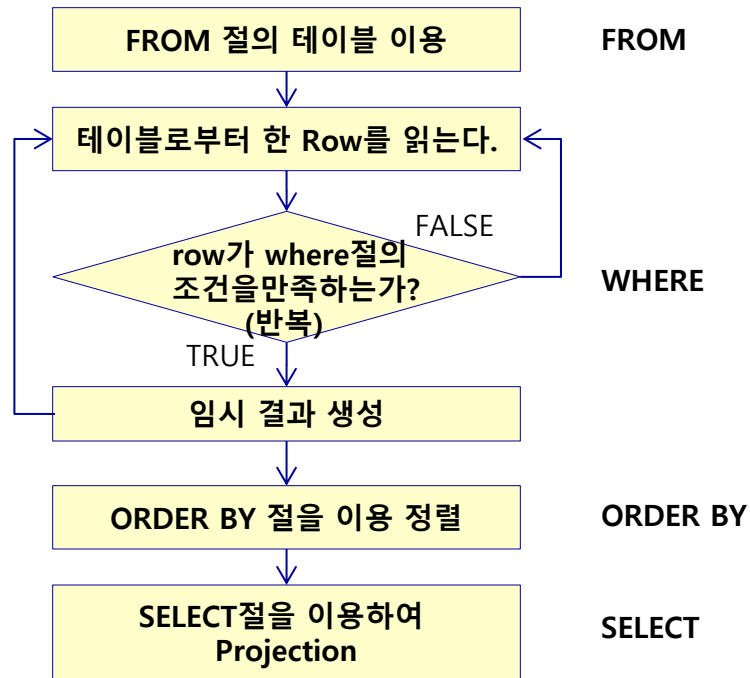 FROM 절의 테이블 이용
FROM
테이블로부터 한 Row를 읽는다.
FALSE
row가 where절의
조건을만족하는가?
(반복)
WHERE
TRUE
임시 결과 생성
ORDER BY 절을 이용 정렬
ORDER BY
SELECT절을 이용하여
Projection
SELECT